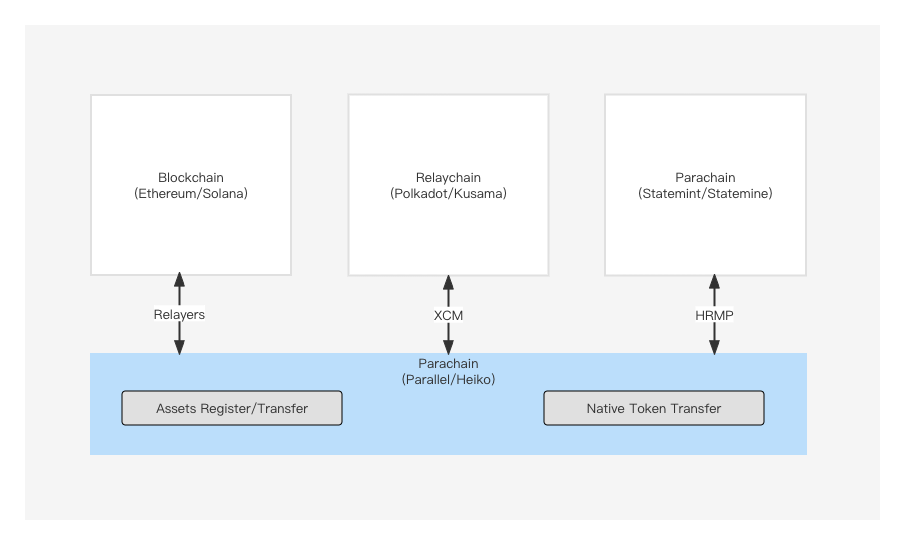 Blockchain
(Ethereum/Solana)
Relaychain
(Polkadot/Kusama)
Parachain
(Statemint/Statemine)
Relayers
XCM
HRMP
Parachain
(Parallel/Heiko)
Assets Register/Transfer
Native Token Transfer